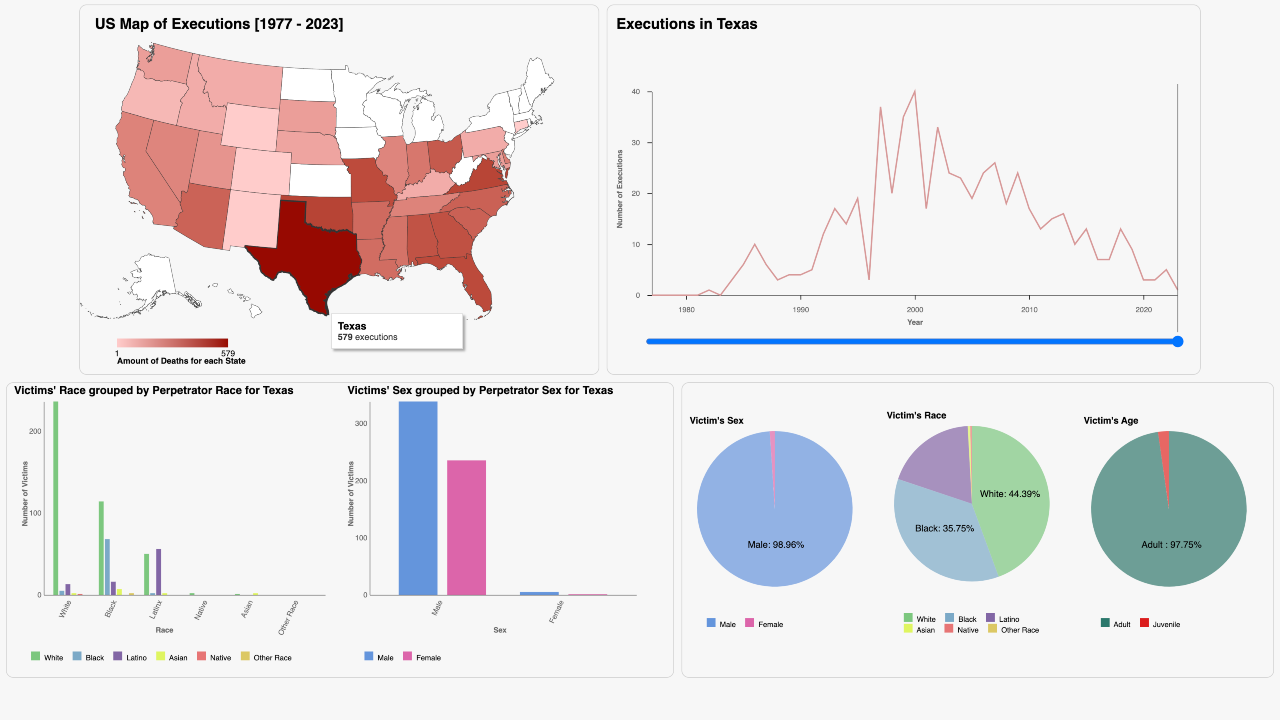 US Map of Executions [1977 - 2023]
Texas
579 executions
1
579
Amount of Deaths for each State
Executions in Texas
40
30
20
10
0
Number of Executions
1980
1990
2000
2010
2020
Year
Victims' Race grouped by Perpetrator Race for Texas
200
100
0
Number of Victims
White
Black
Latinx
Native
Asian
Other Race
Race
White
Black
Latino
Asian
Native
Other Race
Victims' Sex grouped by Perpetrator Sex for Texas
300
200
100
0
Number of Victims
Male
Female
Sex
Male
Female
Victim's Sex
Male: 98.96%
Male
Female
Victim's Race
White: 44.39%
Black: 35.75%
White
Black
Latino
Asian
Native
Other Race
Victim's Age
Adult : 97.75%
Adult
Juvenile